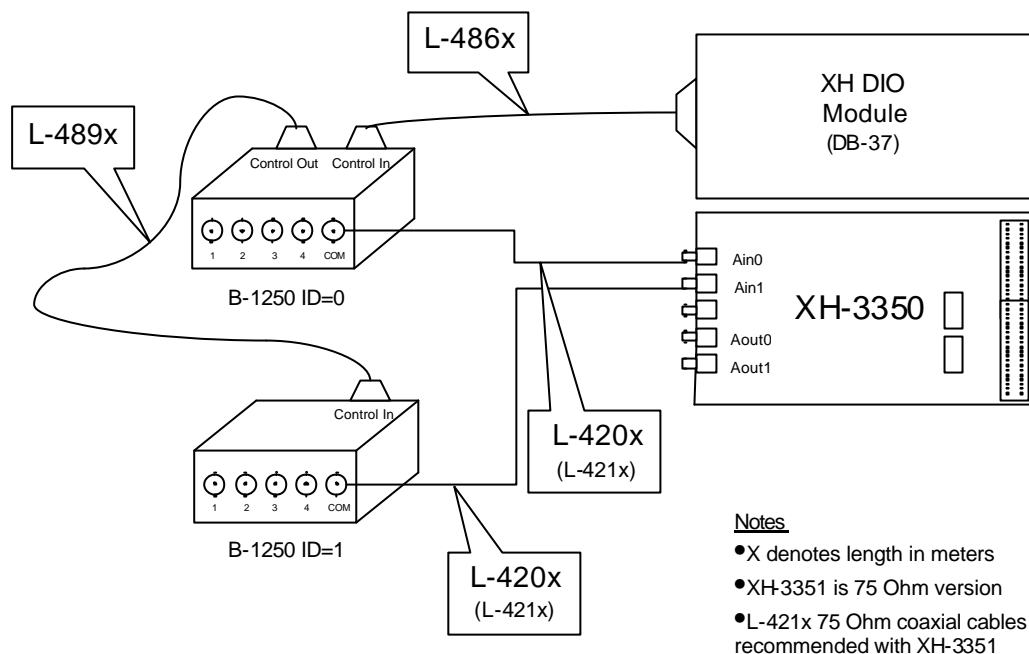 L-486x
XH DIO
Module
(DB-37)
L-489x
Control Out
Control In
1 2 3 4 COM
B-1250 ID=0
Ain0
Ain1
Aout0
Aout1
XH-3350
Control In
1 2 3 4 COM
B-1250 ID=1
L-420x
(L-421x)
L-420x
(L-421x)
Notes
•X denotes length in meters
•XH-3351 is 75 Ohm version
•L-421x 75 Ohm coaxial cables
recommended with XH-3351